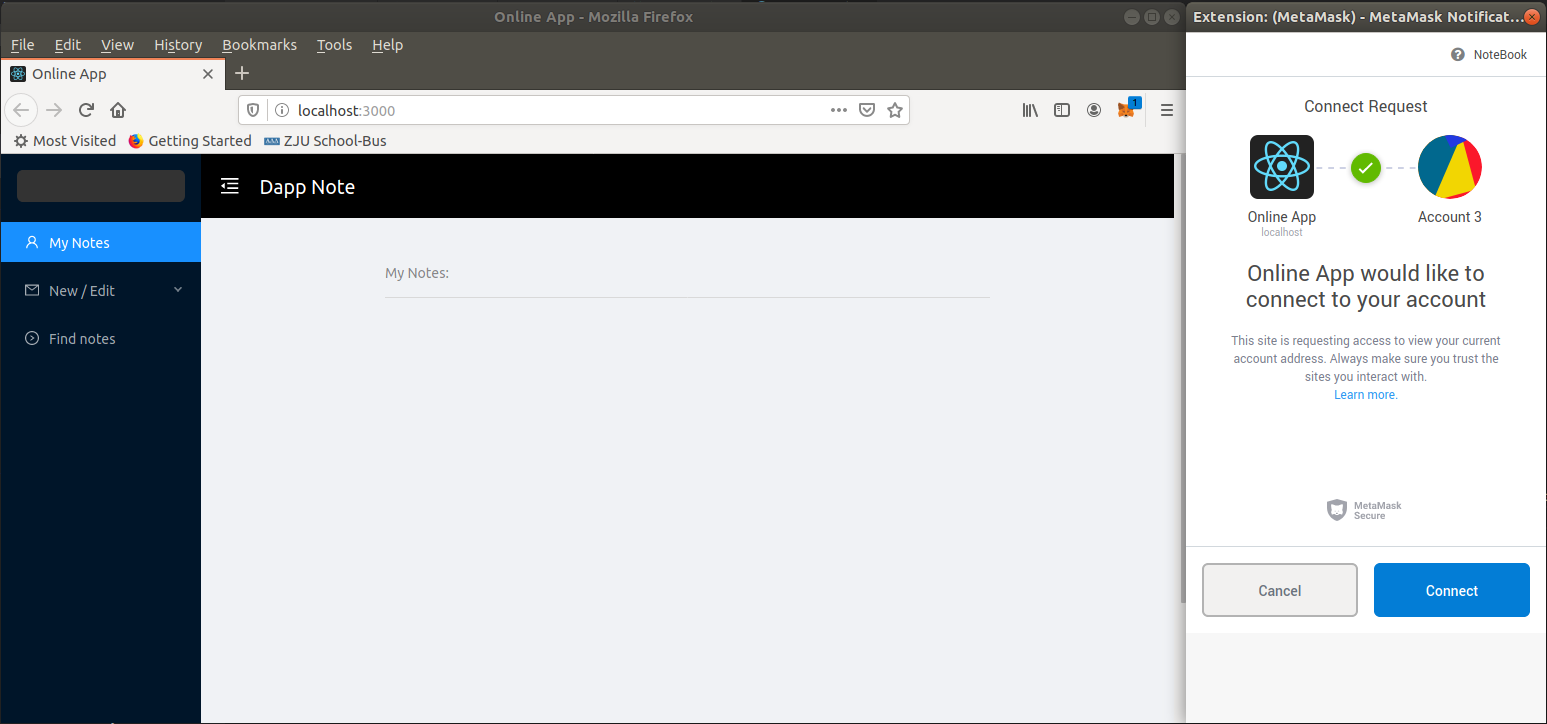 Online App - Mozilla Firefox
File Edit View History Bookmarks Tools Help
Online App
localhost:3000
1
Most Visited Getting Started ZJU School-Bus
Dapp Note
My Notes
New / Edit
Find notes
My Notes:
Extension: (MetaMask) - MetaMask Notificat...
? NoteBook
Connect Request
Online App
localhost
Account 3
Online App would like to
connect to your account
This site is requesting access to view your current
account address. Always make sure you trust the
sites you interact with.
Learn more.
MetaMask
Secure
Cancel
Connect